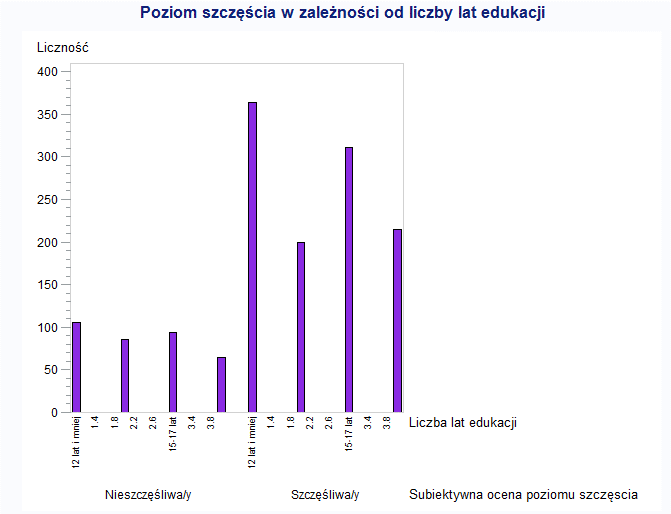 Poziom szczęścia w zależności od liczby lat edukacji
Liczność
400
350
300
250
200
150
100
50
0
12 lat i mniej 1.4 1.8 2.2 2.6 15-17 lat 3.4 3.8 12 lat i mniej 1.4 1.8 2.2 2.6 15-17 lat 3.4 3.8 Liczba lat edukacji
Nieszczęśliwa/y Szczęśliwa/y Subiektywna ocena poziomu szczęscia